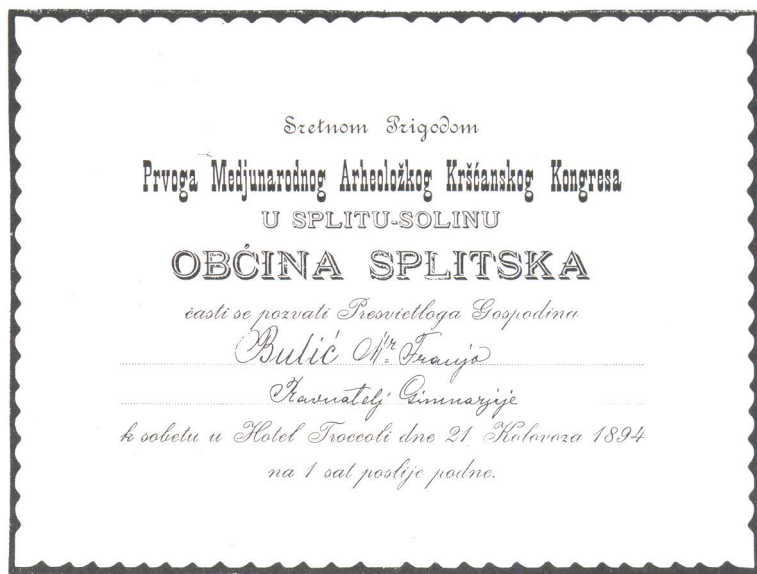 Sretnom Prigodom
Prvoga Medjunarodnog Arheoložkog Kršćanskog Kongresa
U SPLITU-SOLINU
OBĆINA SPLITSKA
časti se pozvati Presvietloga Gospodina
Bulić Mr Franjo
Ravnatelj Gimnazije
k sobetu u Hotel Troccoli dne 21 Kolovoza 1894
na 1 sat poslije podne.